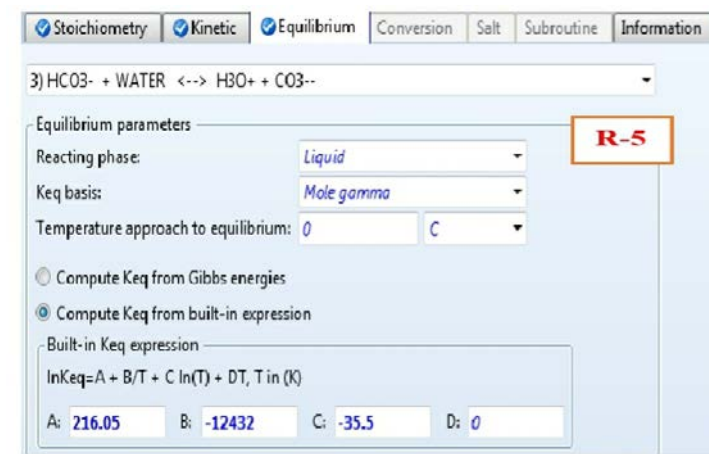 Stoichiometry Kinetic Equilibrium Conversion Salt Subroutine Information
3) HCO3- + WATER <--> H3O+ + CO3--
Equilibrium parameters
R-5
Reacting phase: Liquid
Keq basis: Mole gamma
Temperature approach to equilibrium: 0 C
Compute Keq from Gibbs energies
Compute Keq from built-in expression
Built-in Keq expression
lnKeq=A + B/T + C ln(T) + DT, T in (K)
A: 216.05 B: -12432 C: -35.5 D: 0